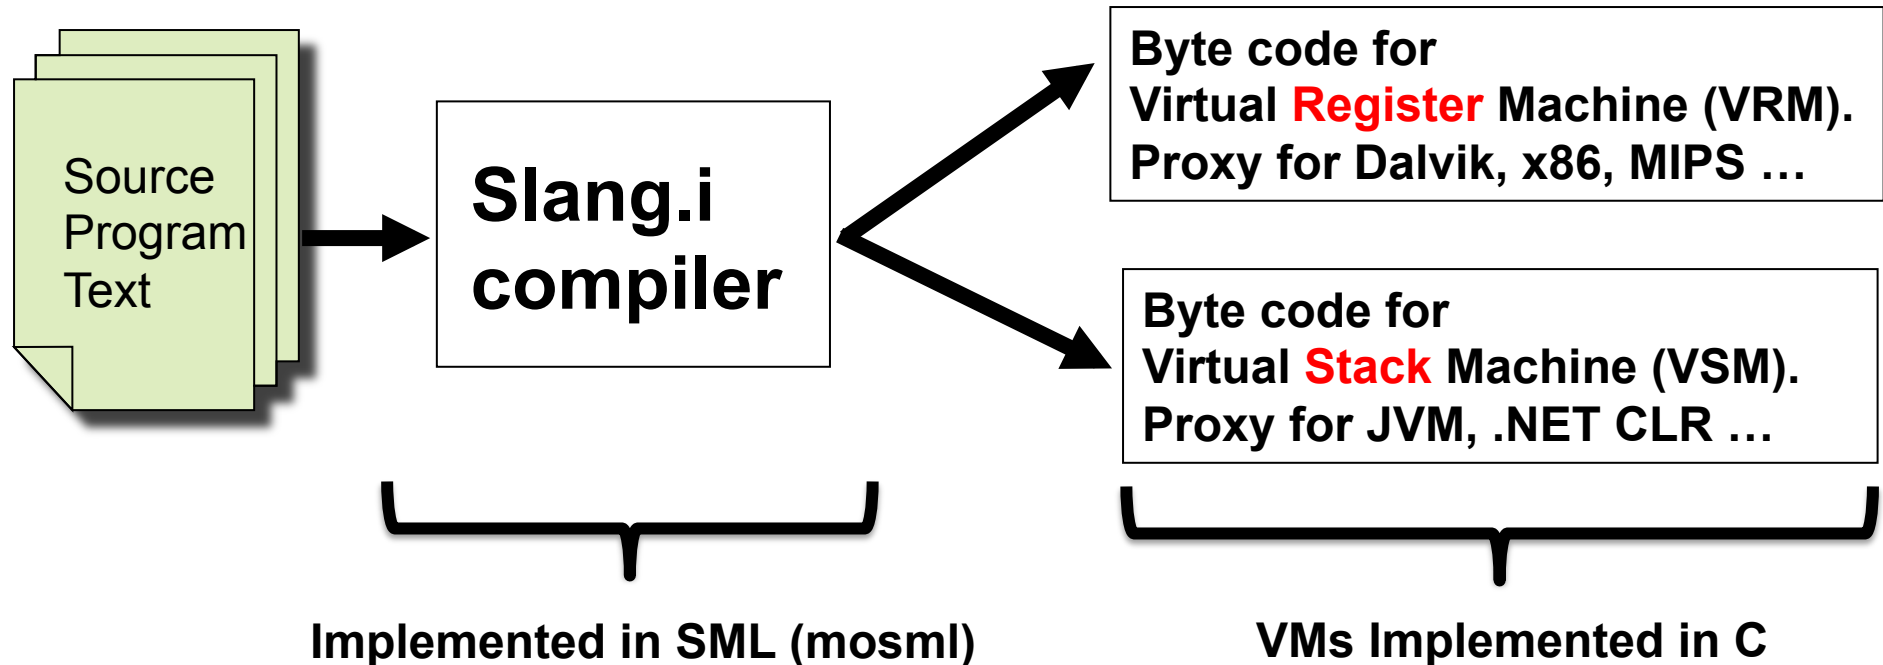 Source
Program
Text
Slang.i
compiler
Byte code for
Virtual Register Machine (VRM).
Proxy for Dalvik, x86, MIPS …
Byte code for
Virtual Stack Machine (VSM).
Proxy for JVM, .NET CLR …
Implemented in SML (mosml)
VMs Implemented in C